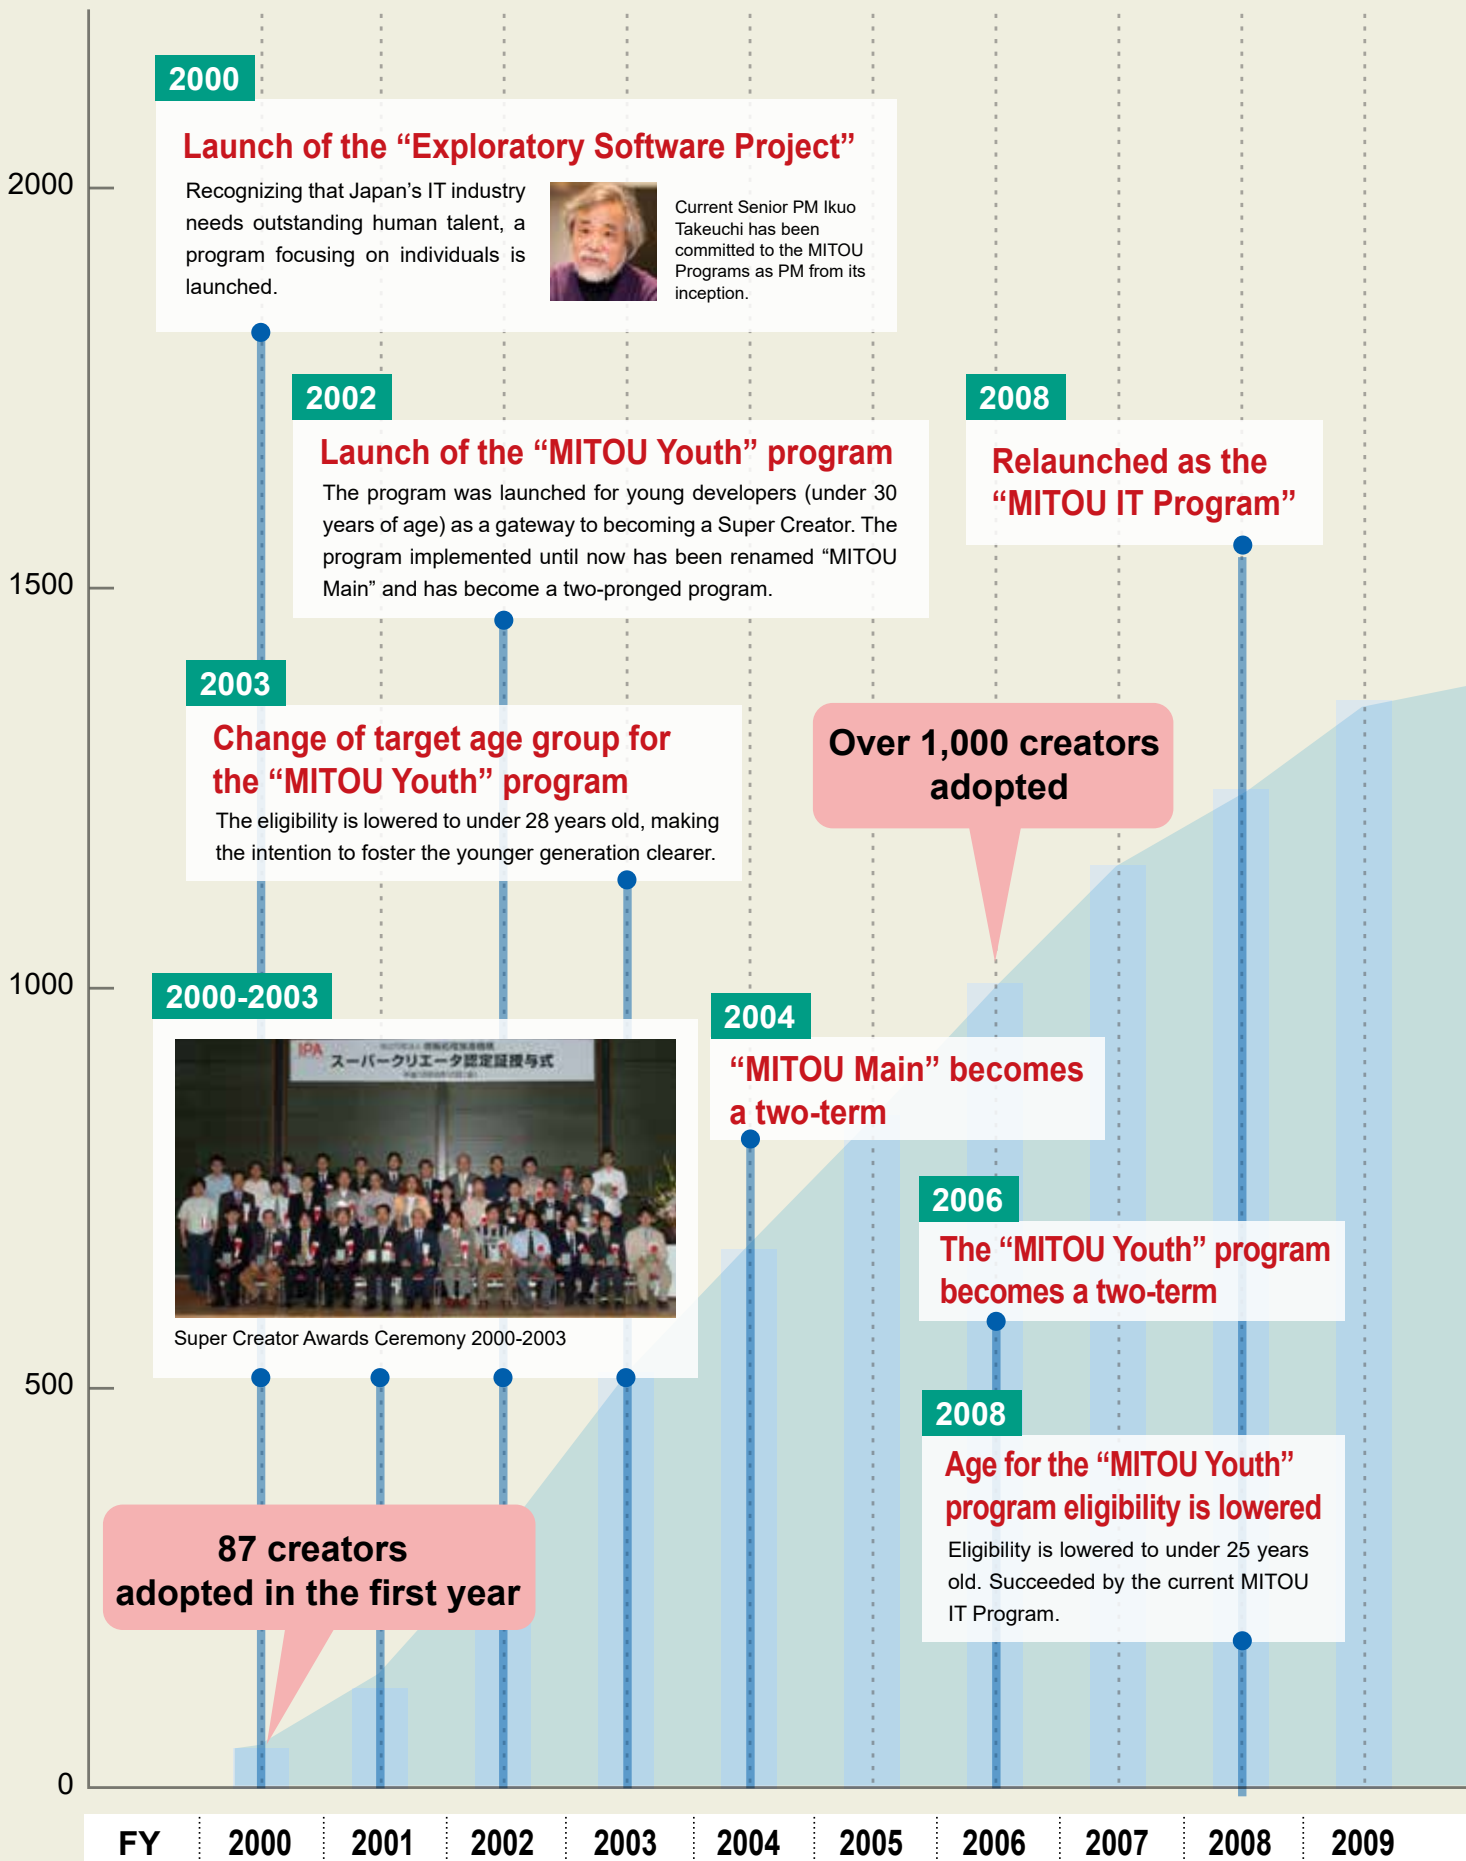 2000
Launch of the “Exploratory Software Project”
Recognizing that Japan’s IT industry
needs outstanding human talent, a
program focusing on individuals is
launched.
Current Senior PM Ikuo
Takeuchi has been
committed to the MITOU
Programs as PM from its
inception.
2000
2002
Launch of the “MITOU Youth” program
The program was launched for young developers (under 30
years of age) as a gateway to becoming a Super Creator. The
program implemented until now has been renamed “MITOU
Main” and has become a two-pronged program.
2008
Relaunched as the
“MITOU IT Program”
1500
2003
Change of target age group for
the “MITOU Youth” program
The eligibility is lowered to under 28 years old, making
the intention to foster the younger generation clearer.
Over 1,000 creators
adopted
1000
2000-2003
IPA
スーパークリエータ認定証授与式
Super Creator Awards Ceremony 2000-2003
2004
“MITOU Main” becomes
a two-term
2006
The “MITOU Youth” program
becomes a two-term
500
2008
Age for the “MITOU Youth”
program eligibility is lowered
Eligibility is lowered to under 25 years
old. Succeeded by the current MITOU
IT Program.
87 creators
adopted in the first year
0
FY 2000 2001 2002 2003 2004 2005 2006 2007 2008 2009